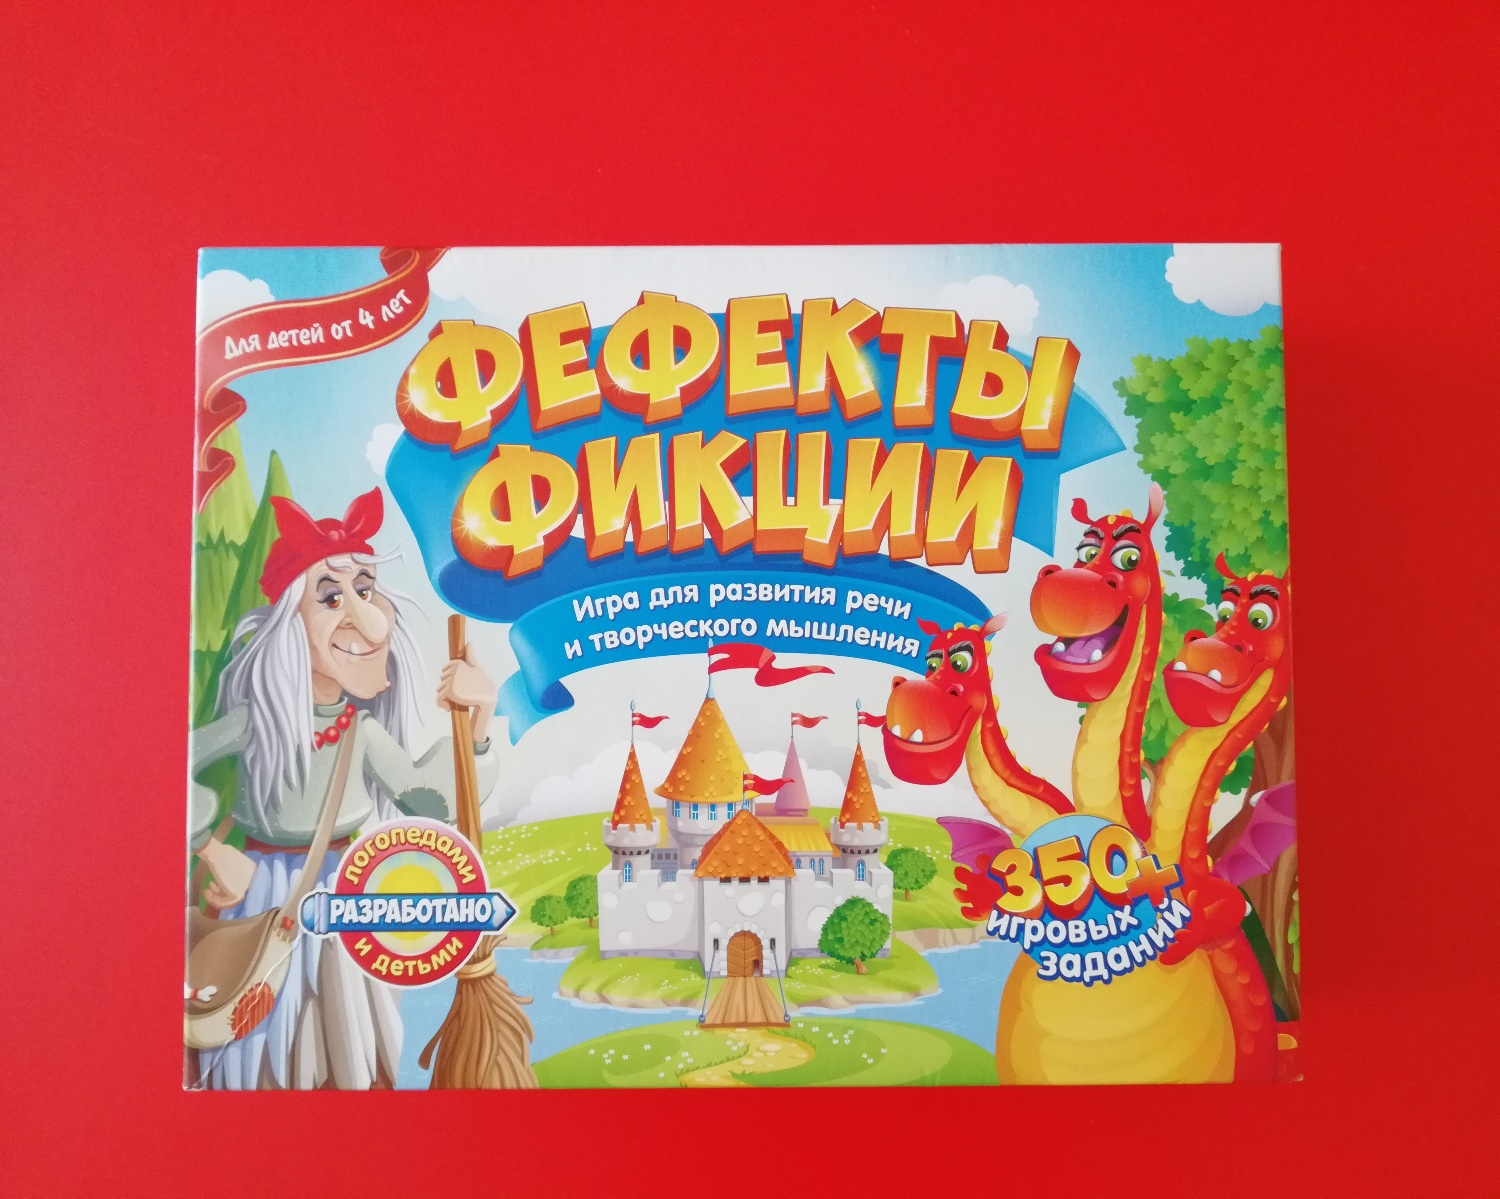 Для детей от 4 лет
ФЕФЕКТЫ
ФИКЦИИ
Игра для развития речи
и творческого мышления
логопедами
РАЗРАБОТАНО
и детьми
350+
игровых
заданий